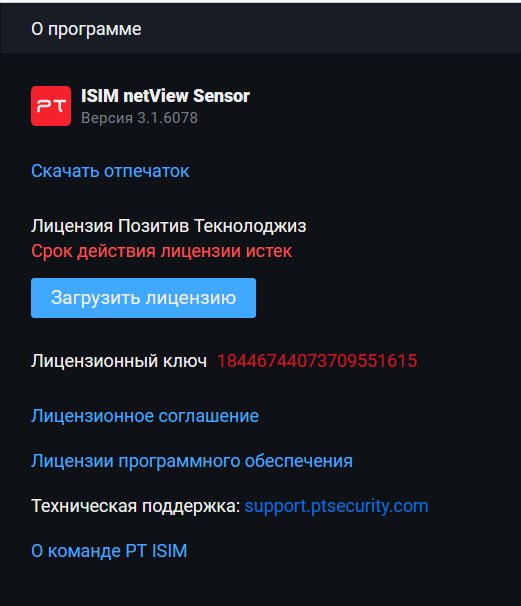 О программе
PT
ISIM netView Sensor
Версия 3.1.6078
Скачать отпечаток
Лицензия Позитив Текнолоджиз
Срок действия лицензии истек
Загрузить лицензию
Лицензионный ключ 18446744073709551615
Лицензионное соглашение
Лицензии программного обеспечения
Техническая поддержка: support.ptsecurity.com
О команде PT ISIM